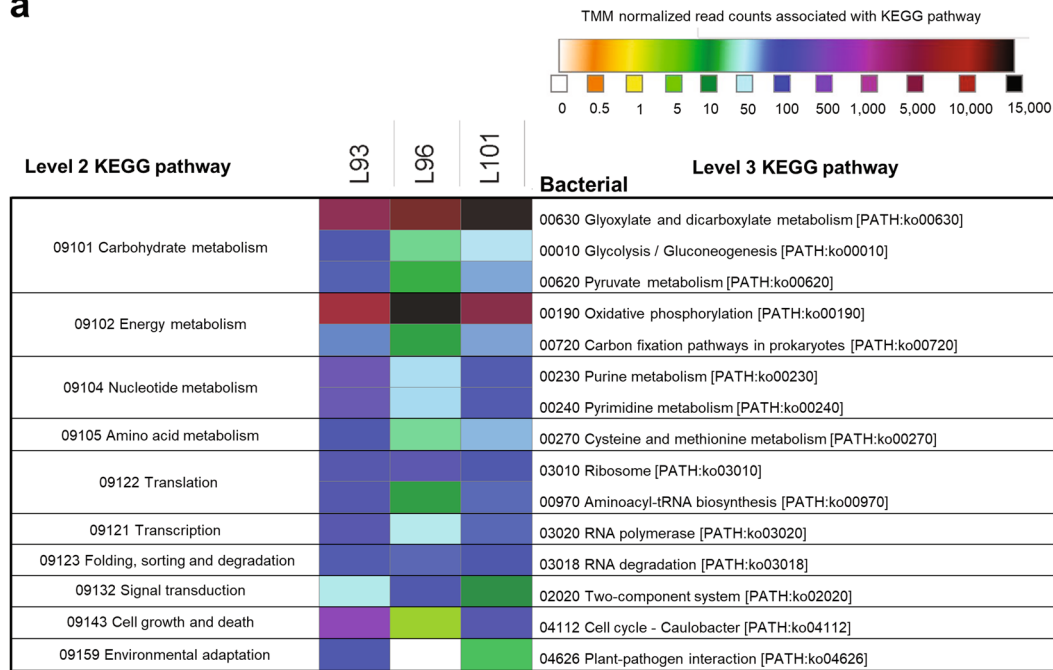 a
TMM normalized read counts associated with KEGG pathway
0 0.5 1 5 10 50 100 500 1,000 5,000 10,000 15,000
Level 2 KEGG pathway
L93 L96 L101
Level 3 KEGG pathway
Bacterial
09101 Carbohydrate metabolism
00630 Glyoxylate and dicarboxylate metabolism [PATH:ko00630]
00010 Glycolysis / Gluconeogenesis [PATH:ko00010]
00620 Pyruvate metabolism [PATH:ko00620]
09102 Energy metabolism
00190 Oxidative phosphorylation [PATH:ko00190]
00720 Carbon fixation pathways in prokaryotes [PATH:ko00720]
09104 Nucleotide metabolism
00230 Purine metabolism [PATH:ko00230]
00240 Pyrimidine metabolism [PATH:ko00240]
09105 Amino acid metabolism
00270 Cysteine and methionine metabolism [PATH:ko00270]
09122 Translation
03010 Ribosome [PATH:ko03010]
00970 Aminoacyl-tRNA biosynthesis [PATH:ko00970]
09121 Transcription
03020 RNA polymerase [PATH:ko03020]
09123 Folding, sorting and degradation
03018 RNA degradation [PATH:ko03018]
09132 Signal transduction
02020 Two-component system [PATH:ko02020]
09143 Cell growth and death
04112 Cell cycle - Caulobacter [PATH:ko04112]
09159 Environmental adaptation
04626 Plant-pathogen interaction [PATH:ko04626]